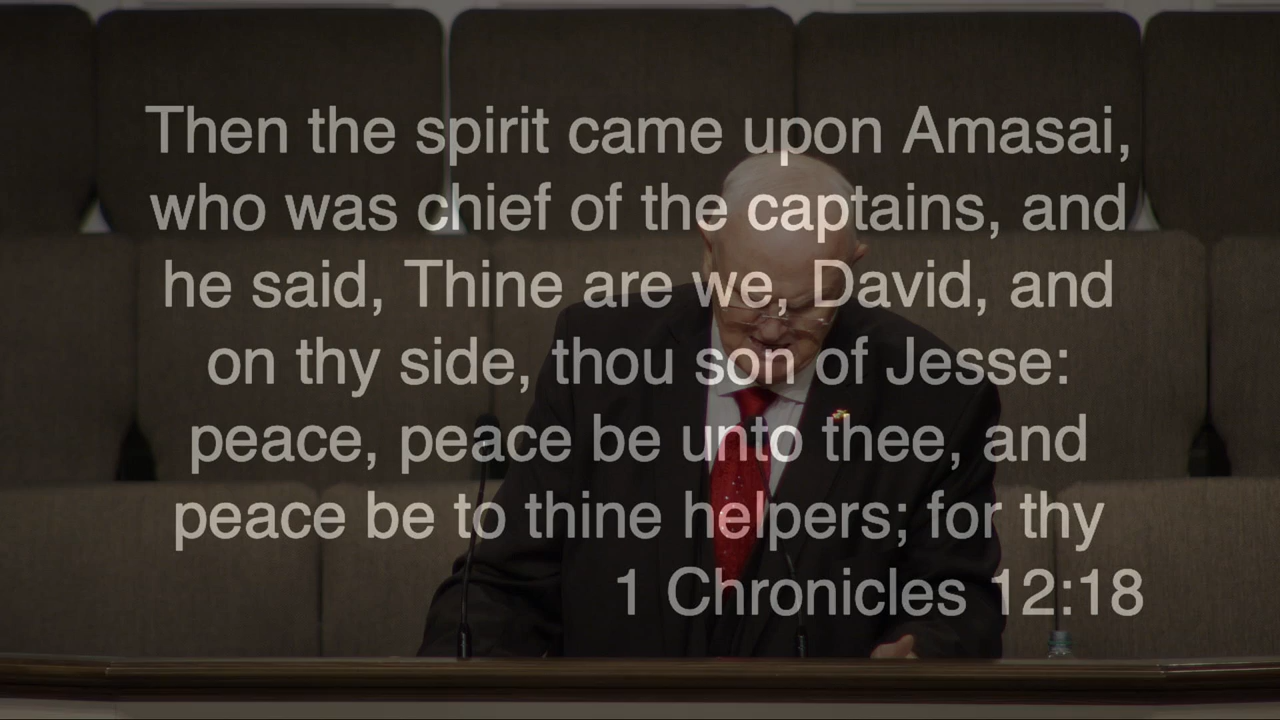 Then the spirit came upon Amasai,
who was chief of the captains, and
he said, Thine are we, David, and
on thy side, thou son of Jesse:
peace, peace be unto thee, and
peace be to thine helpers; for thy
1 Chronicles 12:18